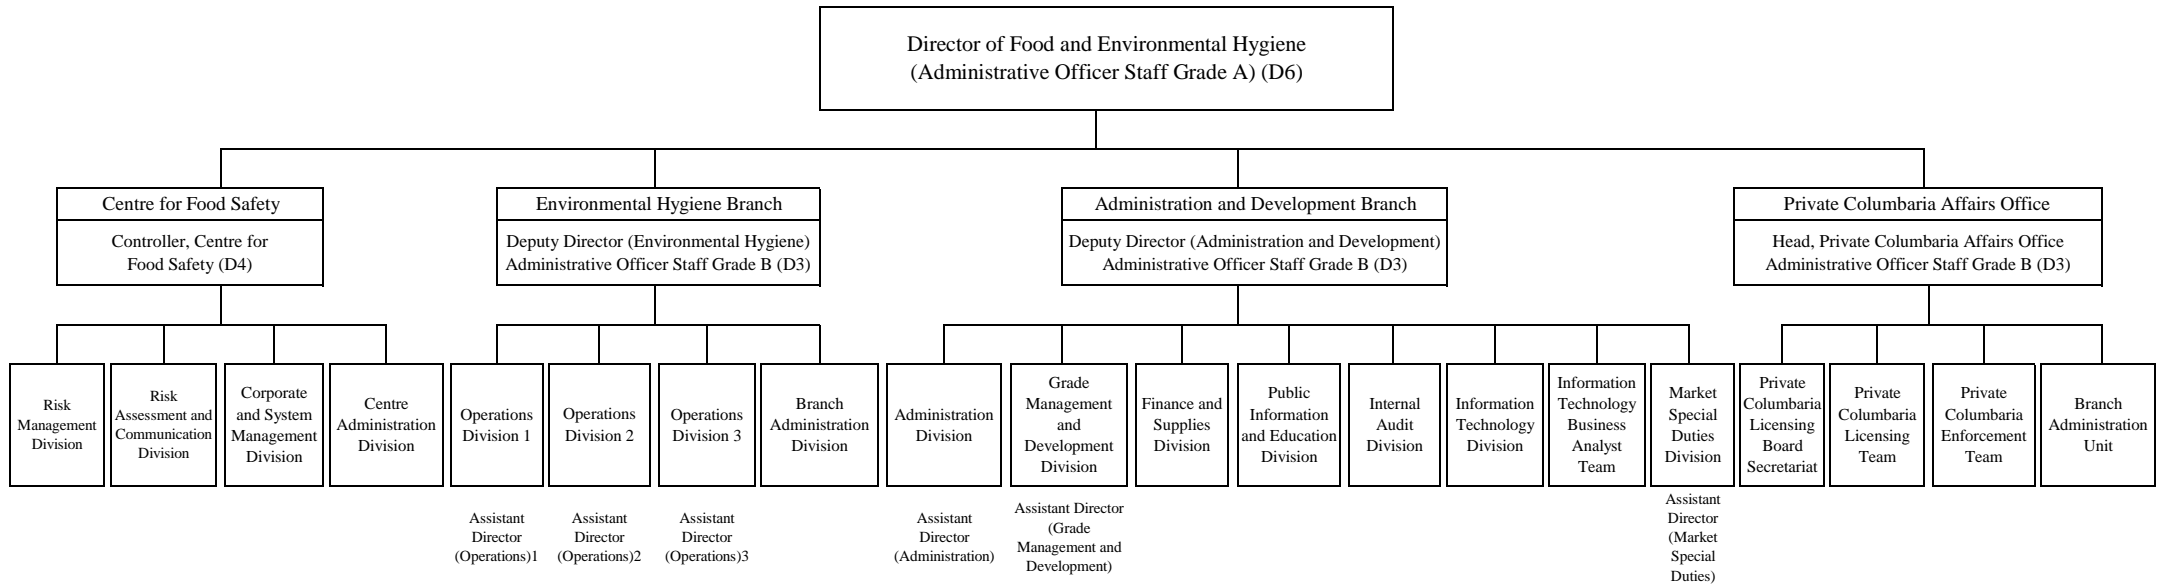 Director of Food and Environmental Hygiene
(Administrative Officer Staff Grade A) (D6)
Centre for Food Safety
Controller, Centre for
Food Safety (D4)
Environmental Hygiene Branch
Deputy Director (Environmental Hygiene)
Administrative Officer Staff Grade B (D3)
Administration and Development Branch
Deputy Director (Administration and Development)
Administrative Officer Staff Grade B (D3)
Private Columbaria Affairs Office
Head, Private Columbaria Affairs Office
Administrative Officer Staff Grade B (D3)
Risk
Management
Division
Risk
Assessment and
Communication
Division
Corporate
and System
Management
Division
Centre
Administration
Division
Operations
Division 1
Operations
Division 2
Operations
Division 3
Branch
Administration
Division
Administration
Division
Grade
Management
and
Development
Division
Finance and
Supplies
Division
Public
Information
and Education
Division
Internal
Audit
Division
Information
Technology
Division
Information
Technology
Business
Analyst
Team
Market
Special
Duties
Division
Private
Columbaria
Licensing
Board
Secretariat
Private
Columbaria
Licensing
Team
Private
Columbaria
Enforcement
Team
Branch
Administration
Unit
Assistant
Director
(Operations)1
Assistant
Director
(Operations)2
Assistant
Director
(Operations)3
Assistant
Director
(Administration)
Assistant Director
(Grade
Management and
Development)
Assistant
Director
(Market
Special
Duties)